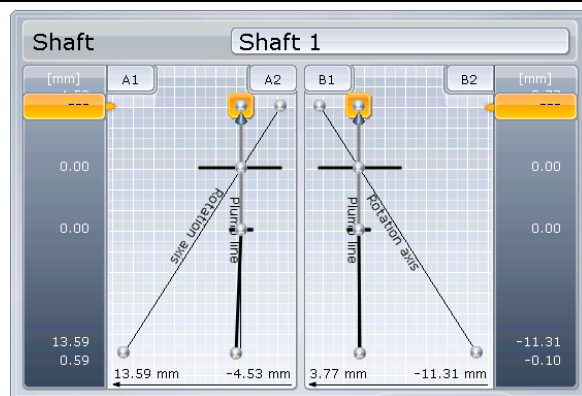 Shaft
Shaft 1
[mm]
A1
A2
B1
B2
[mm]
---
---
0.00
0.00
Rotation axis
Plumb line
Plumb line
Rotation axis
0.00
0.00
13.59
-11.31
0.59
-0.10
13.59 mm
-4.53 mm
3.77 mm
-11.31 mm